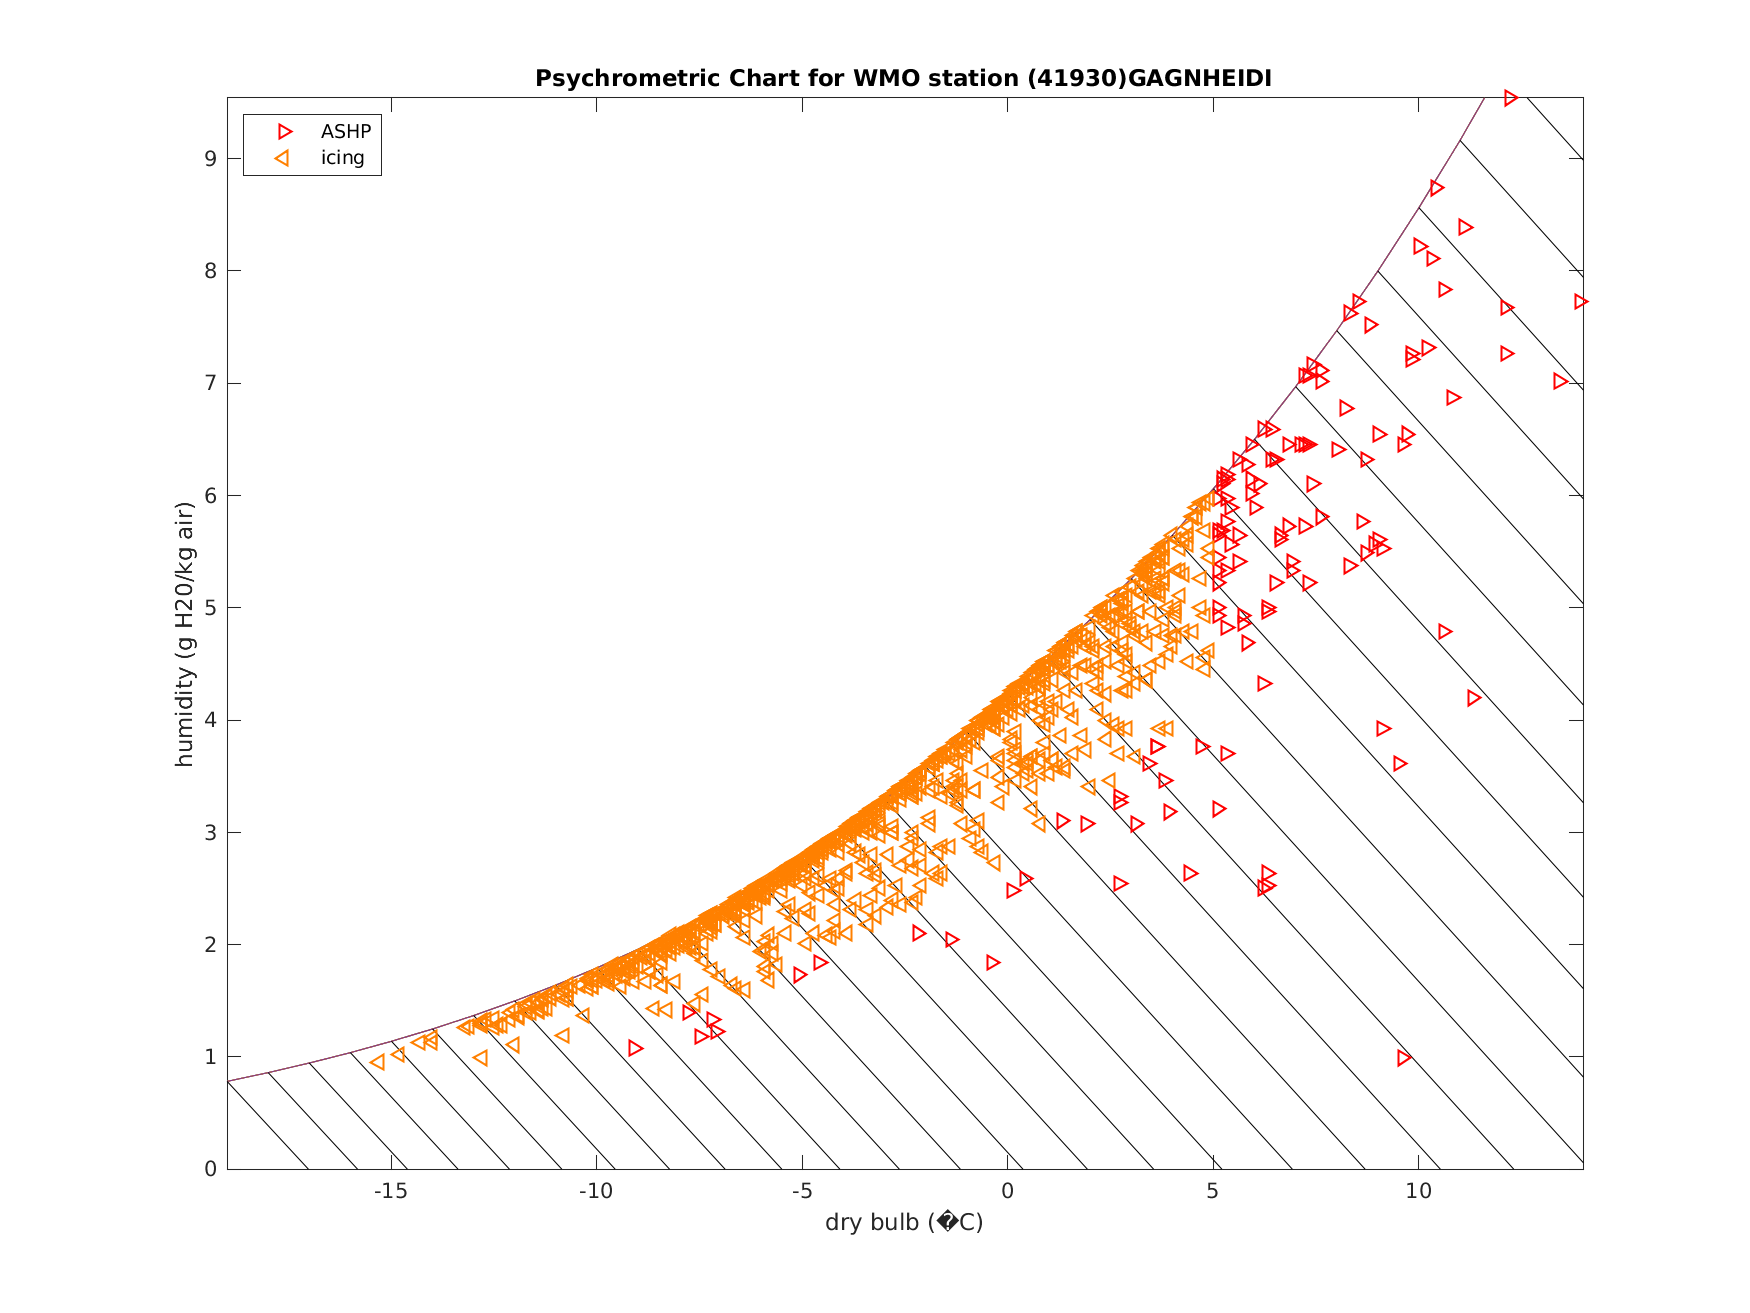 Psychrometric Chart for WMO station (41930)GAGNHEIDI
ASHP
icing
9
8
7
6
5
4
3
2
1
0
humidity (g H20/kg air)
-15 -10 -5 0 5 10
dry bulb (�C)